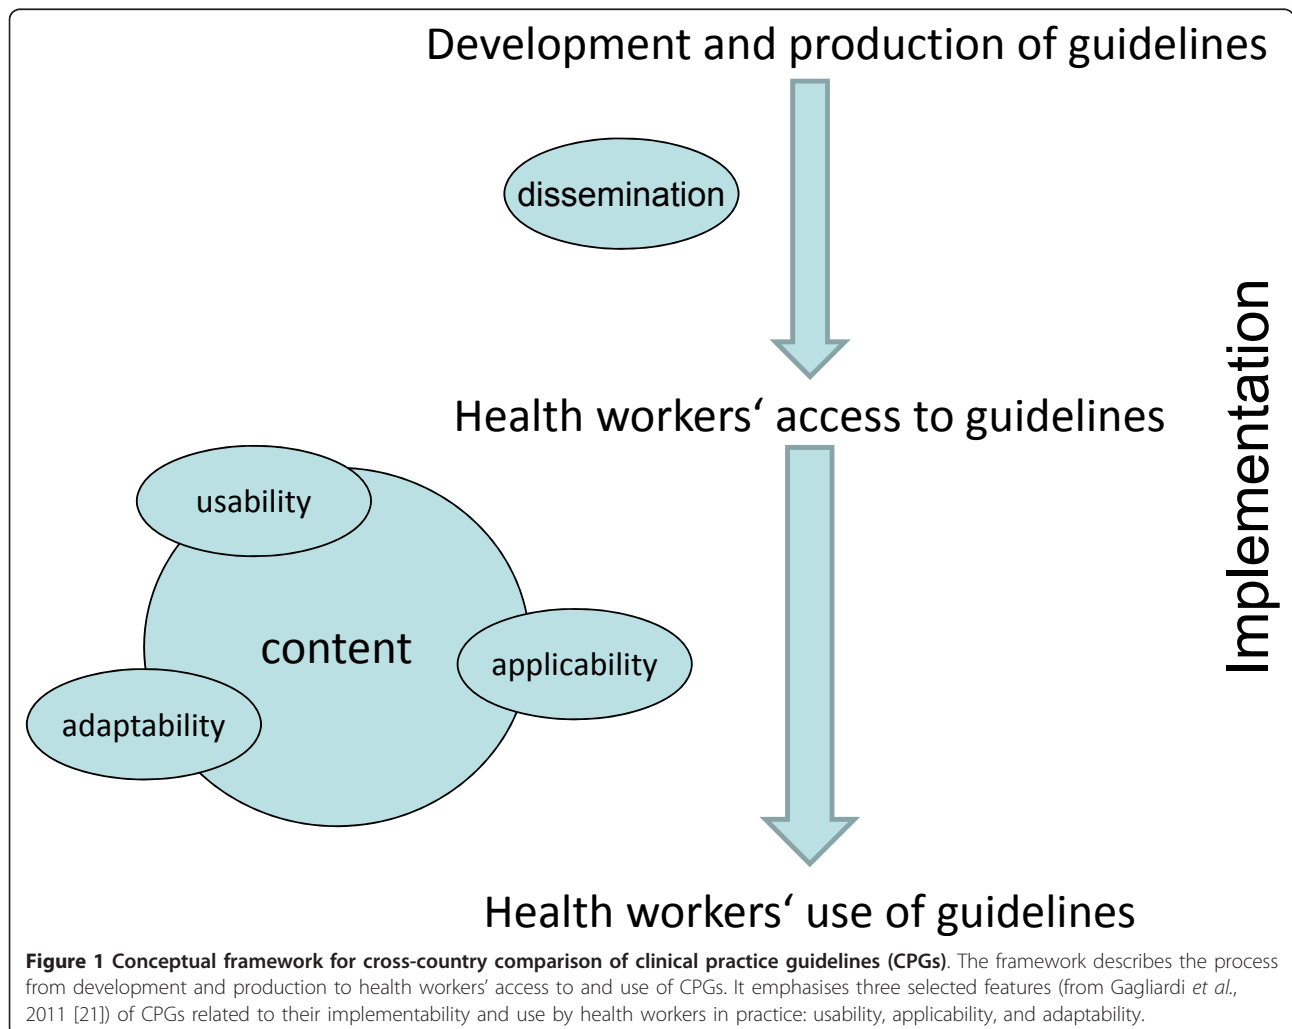 Development and production of guidelines
dissemination
Implementation
Health workers‘ access to guidelines
usability
content
applicability
adaptability
Health workers‘ use of guidelines
Figure 1 Conceptual framework for cross-country comparison of clinical practice guidelines (CPGs). The framework describes the process
from development and production to health workers’ access to and use of CPGs. It emphasises three selected features (from Gagliardi et al.,
2011 [21]) of CPGs related to their implementability and use by health workers in practice: usability, applicability, and adaptability.